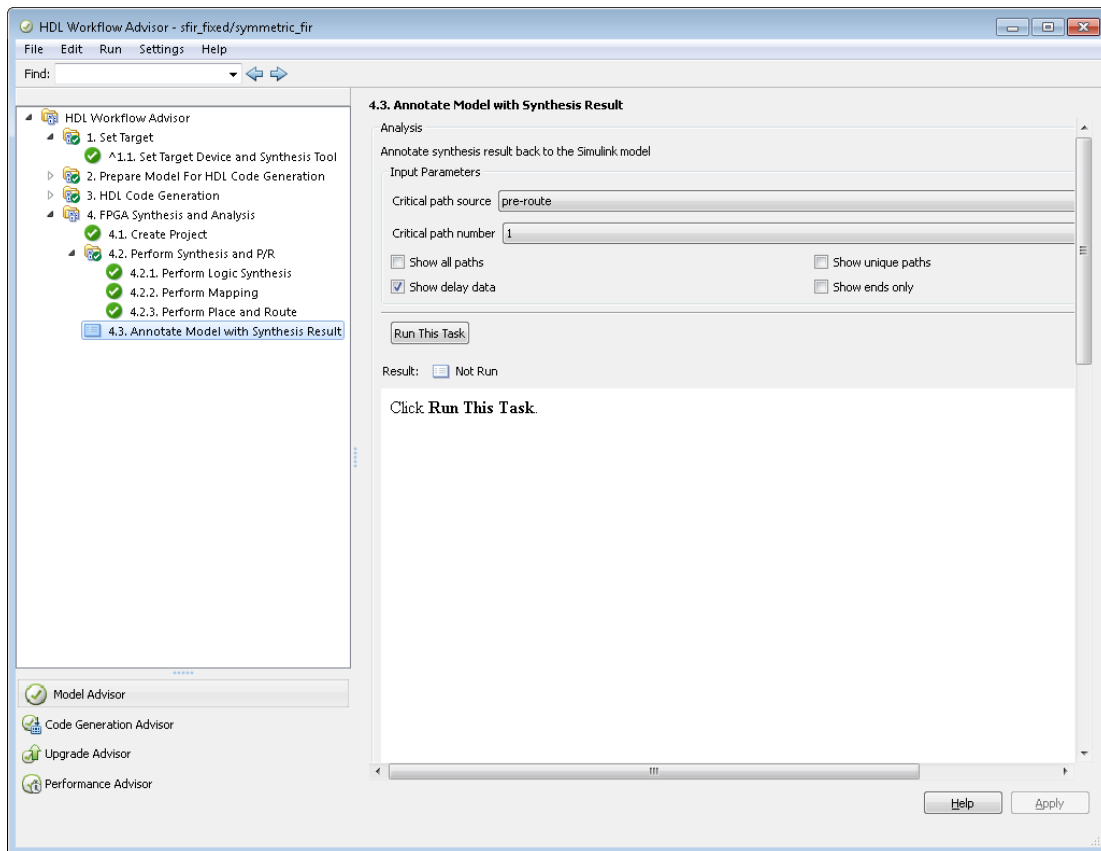 HDL Workflow Advisor - sfir_fixed/symmetric_fir
File Edit Run Settings Help
Find:
HDL Workflow Advisor
1. Set Target
^1.1. Set Target Device and Synthesis Tool
2. Prepare Model For HDL Code Generation
3. HDL Code Generation
4. FPGA Synthesis and Analysis
4.1. Create Project
4.2. Perform Synthesis and P/R
4.2.1. Perform Logic Synthesis
4.2.2. Perform Mapping
4.2.3. Perform Place and Route
4.3. Annotate Model with Synthesis Result
Model Advisor
Code Generation Advisor
Upgrade Advisor
Performance Advisor
4.3. Annotate Model with Synthesis Result
Analysis
Annotate synthesis result back to the Simulink model
Input Parameters
Critical path source pre-route
Critical path number 1
Show all paths Show unique paths
Show delay data Show ends only
Run This Task
Result: Not Run
Click Run This Task.
Help Apply